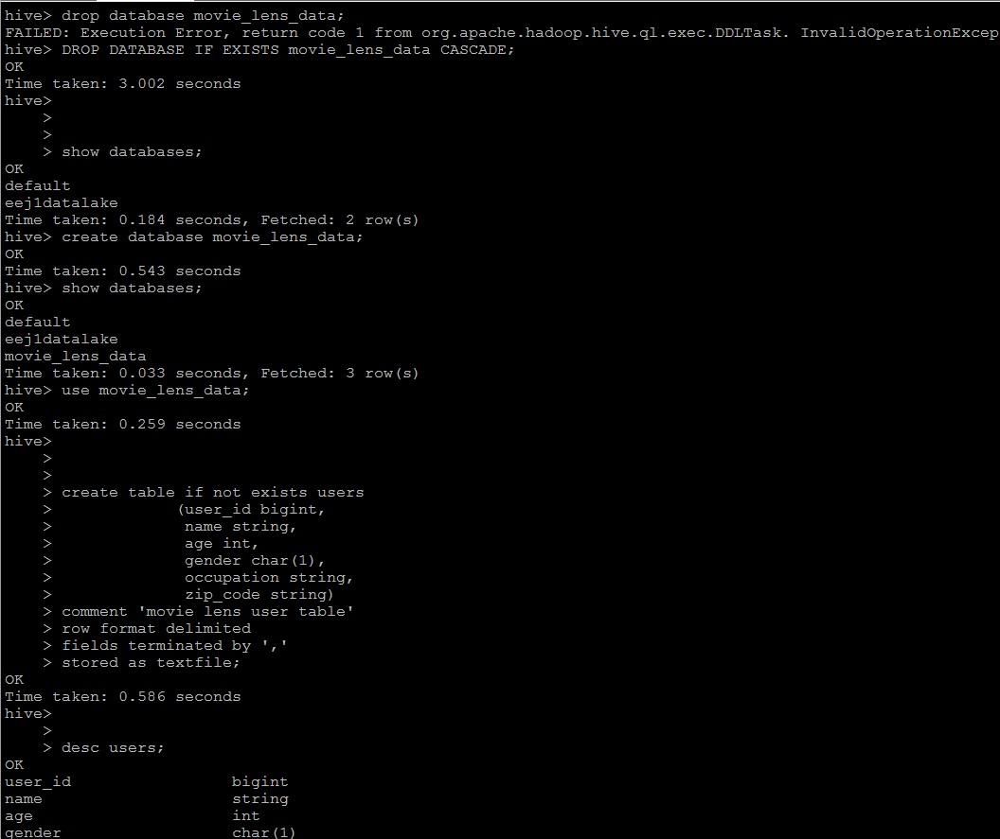 hive> drop database movie_lens_data;
FAILED: Execution Error, return code 1 from org.apache.hadoop.hive.ql.exec.DDLTask. InvalidOperationExcep
hive> DROP DATABASE IF EXISTS movie_lens_data CASCADE;
OK
Time taken: 3.002 seconds
hive>
    >
    >
    > show databases;
OK
default
eej1datalake
Time taken: 0.184 seconds, Fetched: 2 row(s)
hive> create database movie_lens_data;
OK
Time taken: 0.543 seconds
hive> show databases;
OK
default
eej1datalake
movie_lens_data
Time taken: 0.033 seconds, Fetched: 3 row(s)
hive> use movie_lens_data;
OK
Time taken: 0.259 seconds
hive>
    >
    >
    > create table if not exists users
    >             (user_id bigint,
    >              name string,
    >              age int,
    >              gender char(1),
    >              occupation string,
    >              zip_code string)
    > comment 'movie lens user table'
    > row format delimited
    > fields terminated by ','
    > stored as textfile;
OK
Time taken: 0.586 seconds
hive>
    >
    > desc users;
OK
user_id                 bigint
name                    string
age                     int
gender                  char(1)